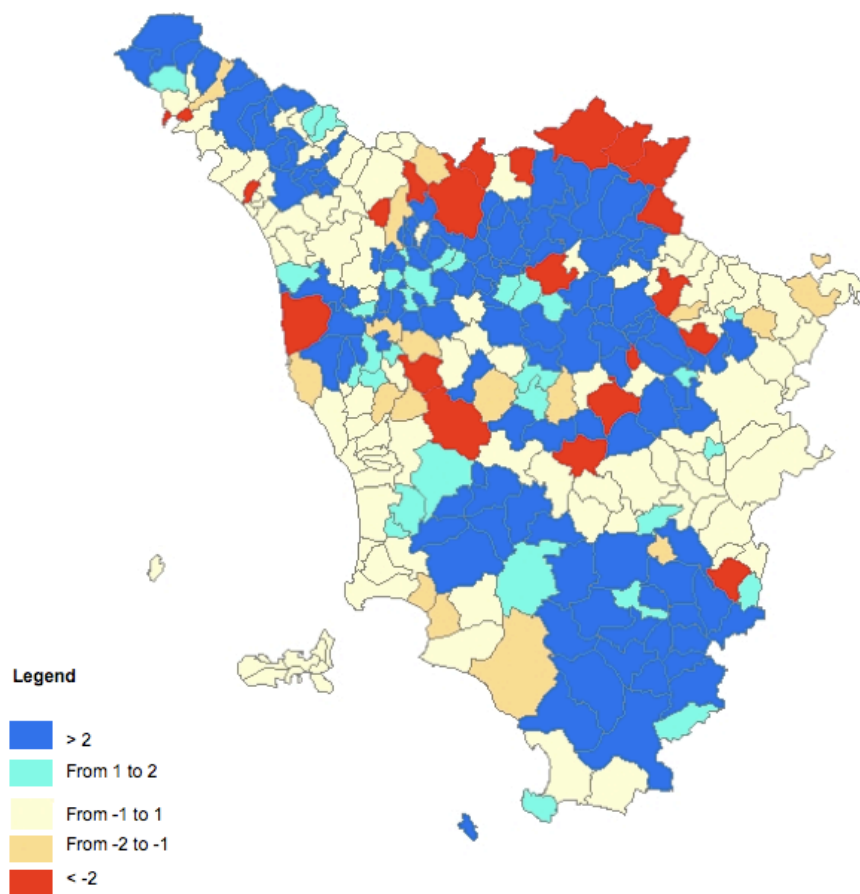 Legend
> 2
From 1 to 2
From -1 to 1
From -2 to -1
< -2